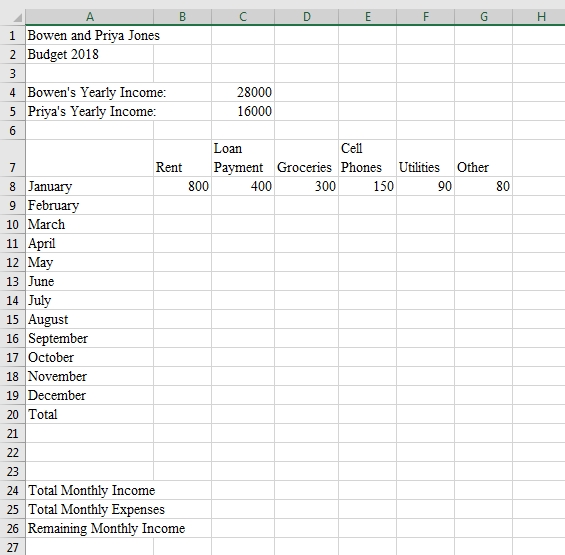 A B C D E F G H
1 Bowen and Priya Jones
2 Budget 2018
3
4 Bowen's Yearly Income: 28000
5 Priya's Yearly Income: 16000
6
Loan Cell
7 Rent Payment Groceries Phones Utilities Other
8 January 800 400 300 150 90 80
9 February
10 March
11 April
12 May
13 June
14 July
15 August
16 September
17 October
18 November
19 December
20 Total
21
22
23
24 Total Monthly Income
25 Total Monthly Expenses
26 Remaining Monthly Income
27